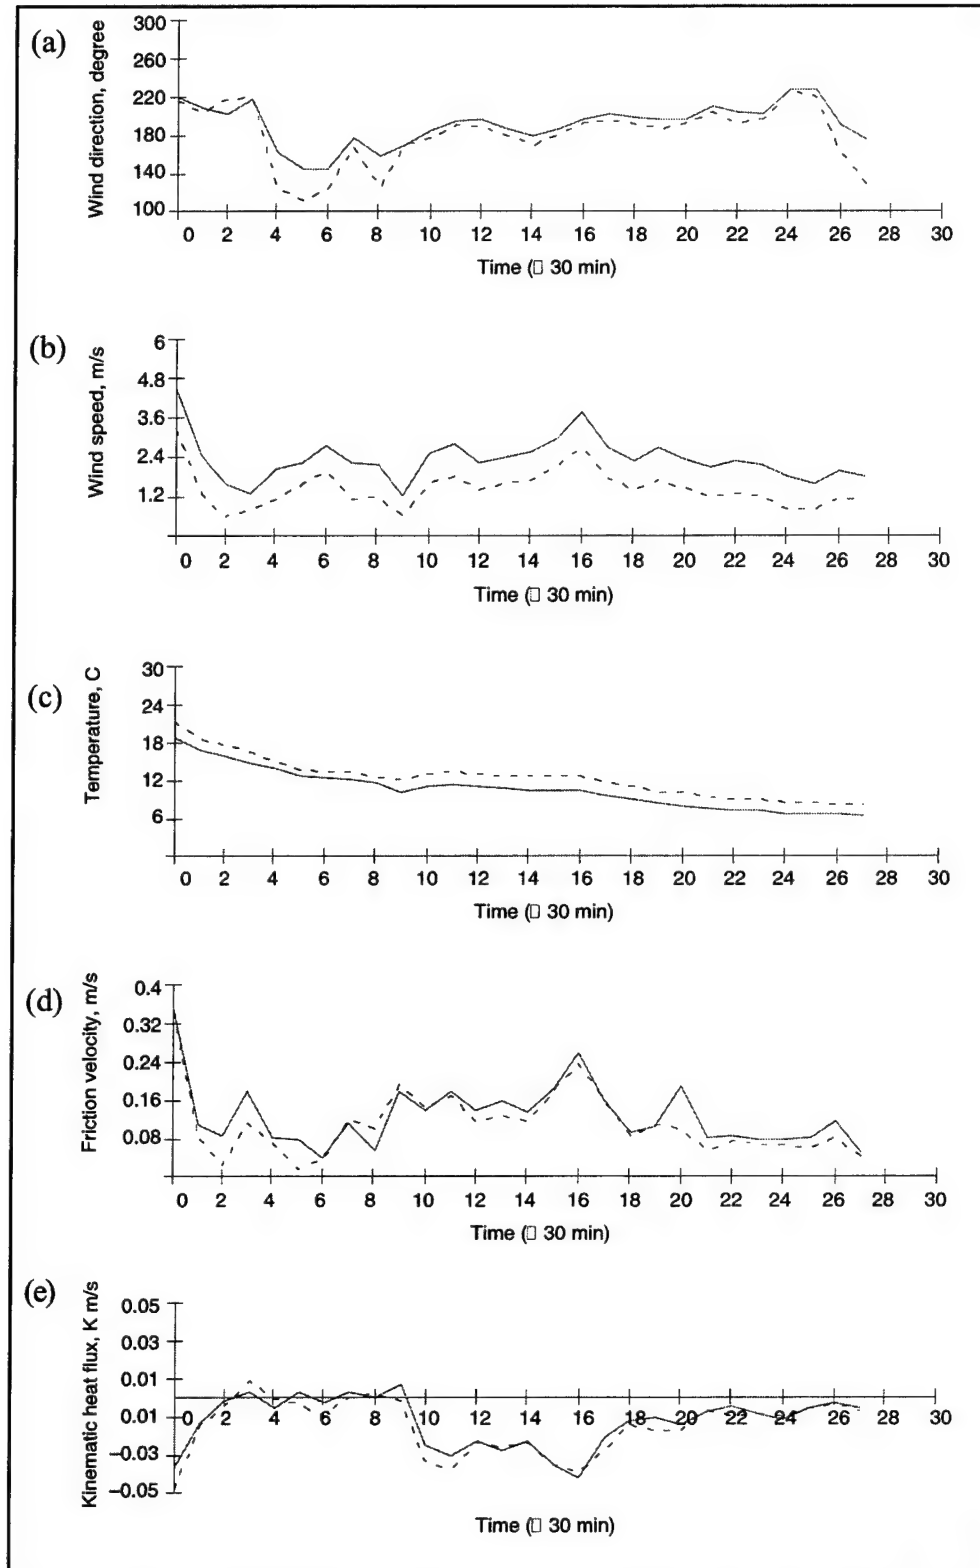 (a)
Wind direction, degree
300
260
220
180
140
100
0 2 4 6 8 10 12 14 16 18 20 22 24 26 28 30
Time (▯ 30 min)
(b)
Wind speed, m/s
6
4.8
3.6
2.4
1.2
0 2 4 6 8 10 12 14 16 18 20 22 24 26 28 30
Time (▯ 30 min)
(c)
Temperature, C
30
24
18
12
6
0 2 4 6 8 10 12 14 16 18 20 22 24 26 28 30
Time (▯ 30 min)
(d)
Friction velocity, m/s
0.4
0.32
0.24
0.16
0.08
0 2 4 6 8 10 12 14 16 18 20 22 24 26 28 30
Time (▯ 30 min)
(e)
Kinematic heat flux, K m/s
0.05
0.03
0.01
0.01
−0.03
−0.05
0 2 4 6 8 10 12 14 16 18 20 22 24 26 28 30
Time (▯ 30 min)